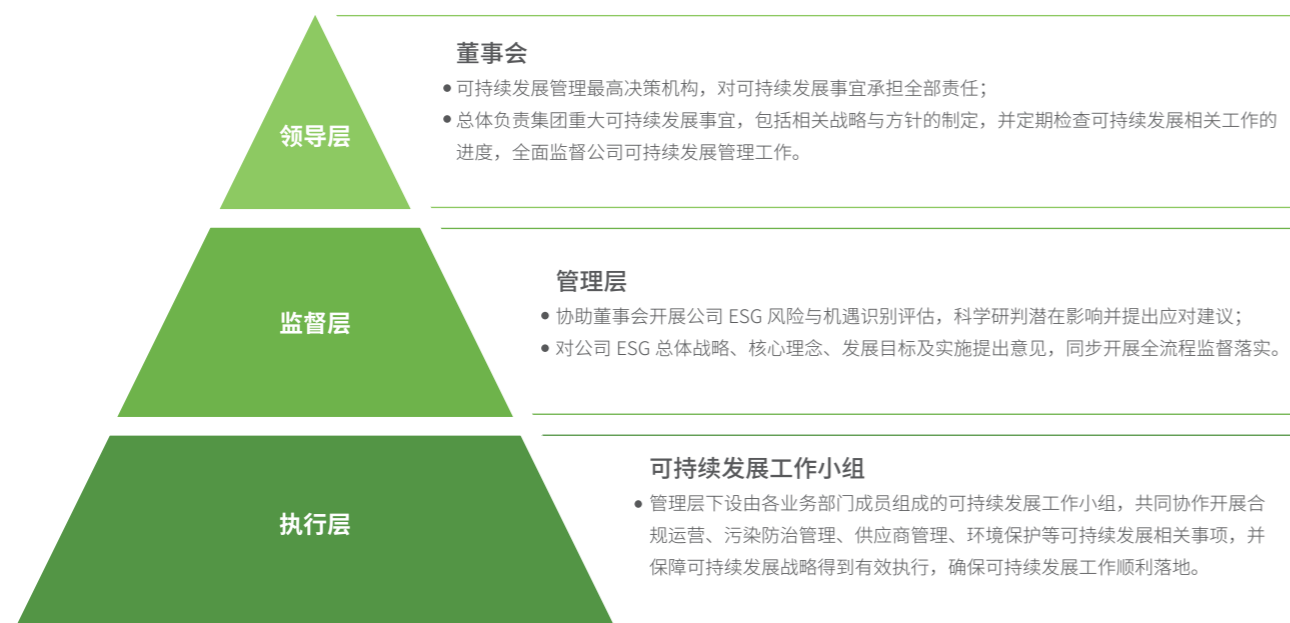 董事会
● 可持续发展管理最高决策机构，对可持续发展事宜承担全部责任；
● 总体负责集团重大可持续发展事宜，包括相关战略与方针的制定，并定期检查可持续发展相关工作的
进度，全面监督公司可持续发展管理工作。
领导层
管理层
● 协助董事会开展公司 ESG 风险与机遇识别评估，科学研判潜在影响并提出应对建议；
● 对公司 ESG 总体战略、核心理念、发展目标及实施提出意见，同步开展全流程监督落实。
监督层
可持续发展工作小组
● 管理层下设由各业务部门成员组成的可持续发展工作小组，共同协作开展合
规运营、污染防治管理、供应商管理、环境保护等可持续发展相关事项，并
保障可持续发展战略得到有效执行，确保可持续发展工作顺利落地。
执行层